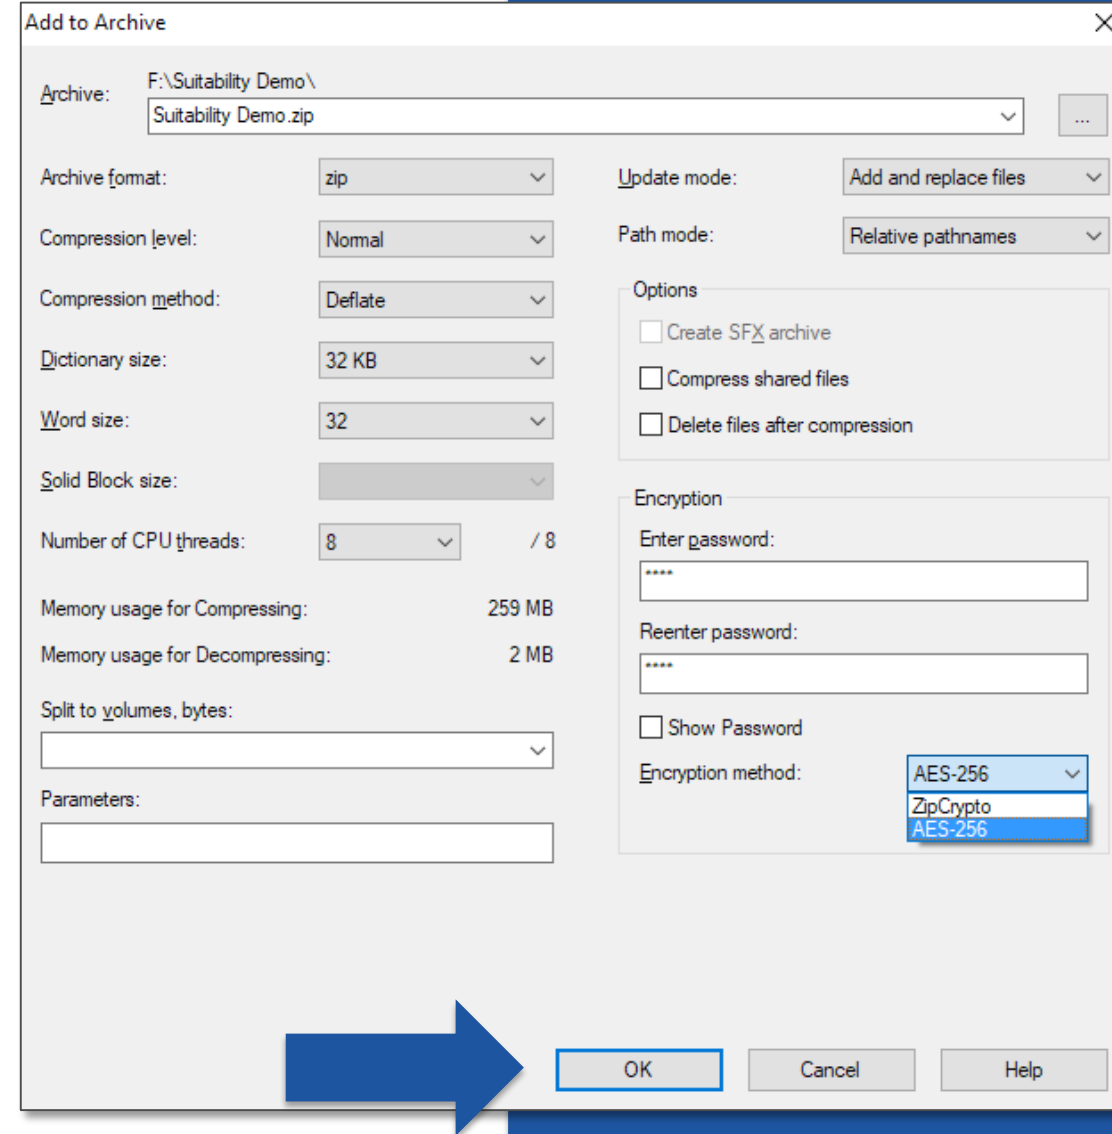 Add to Archive
Archive:
F:\Suitability Demo\
Suitability Demo.zip
...
Archive format:
zip
Compression level:
Normal
Compression method:
Deflate
Dictionary size:
32 KB
Word size:
32
Solid Block size:
Number of CPU threads:
8
/ 8
Memory usage for Compressing:
259 MB
Memory usage for Decompressing:
2 MB
Split to volumes, bytes:
Parameters:
Update mode:
Add and replace files
Path mode:
Relative pathnames
Options
Create SFX archive
Compress shared files
Delete files after compression
Encryption
Enter password:
****
Reenter password:
****
Show Password
Encryption method:
AES-256
ZipCrypto
AES-256
OK
Cancel
Help